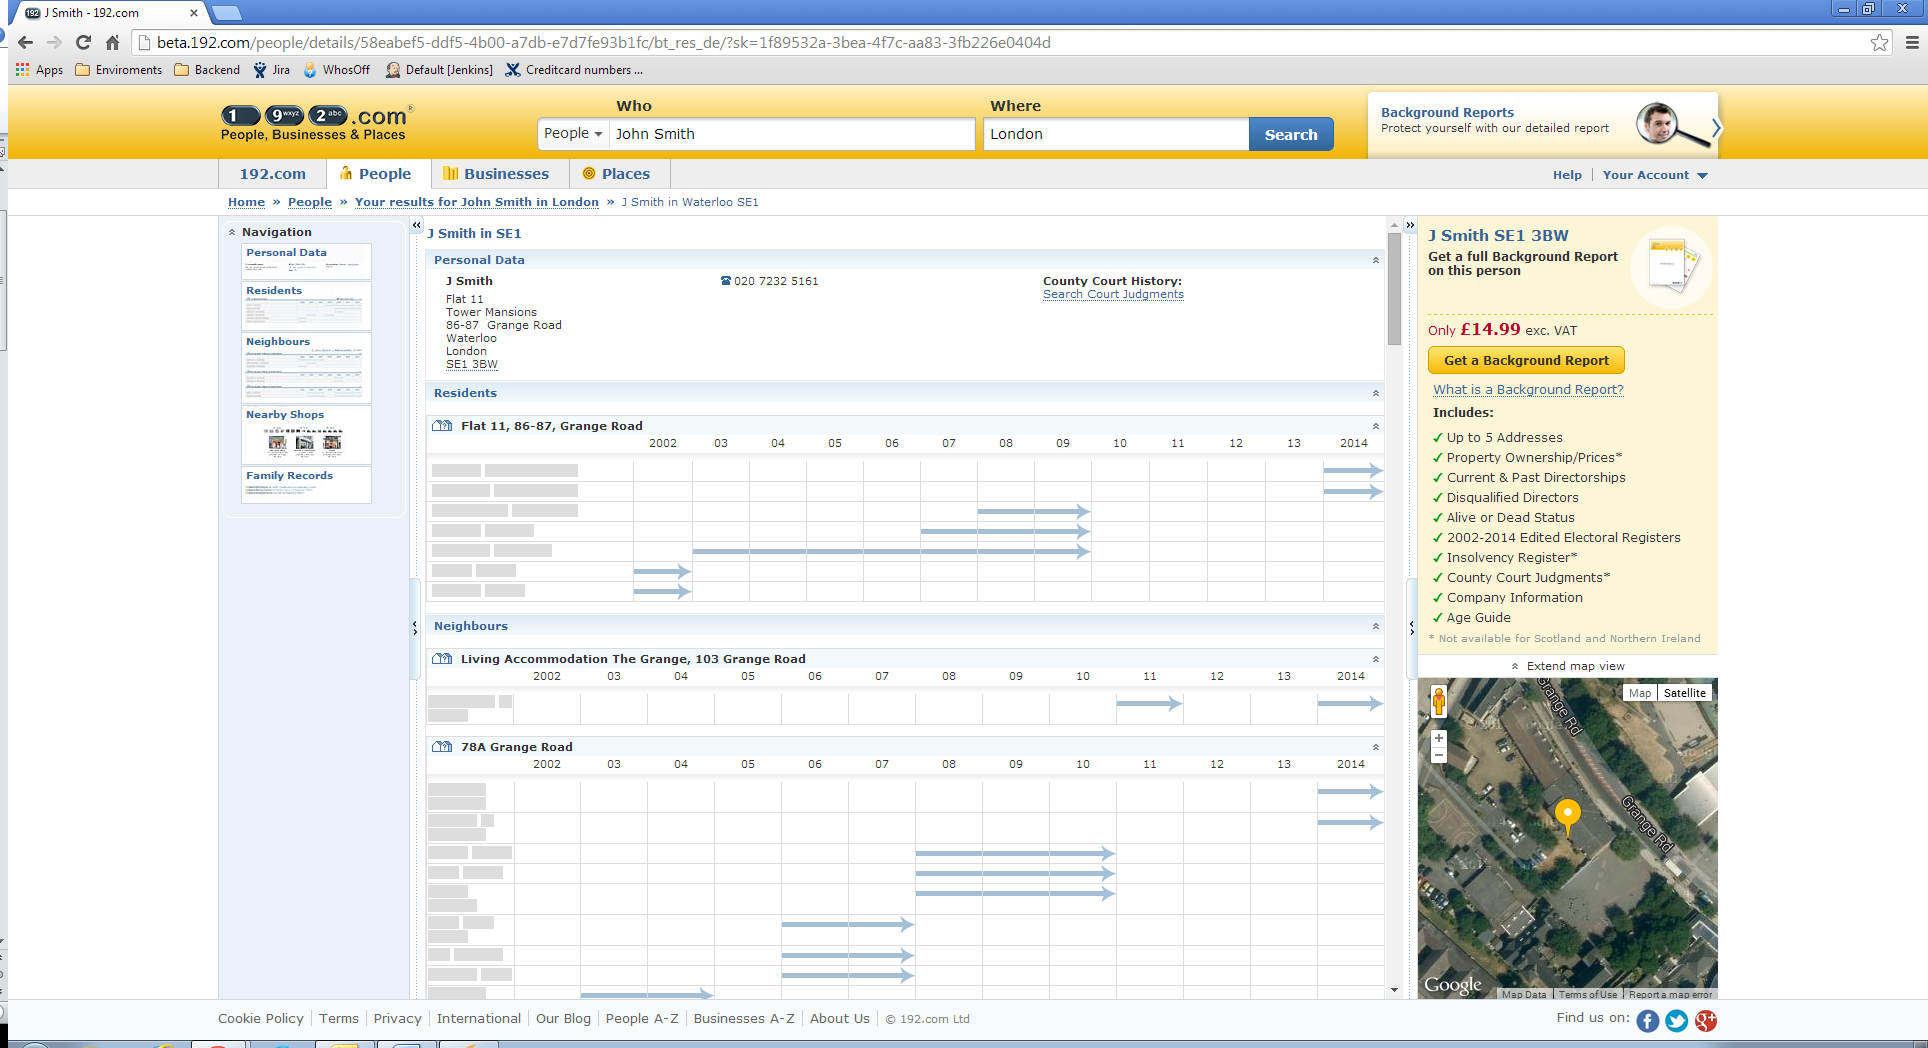 J Smith - 192.com
beta.192.com/people/details/58eabef5-ddf5-4b00-a7db-e7d7fe93b1fc/bt_res_de/?sk=1f89532a-3bea-4f7c-aa83-3fb226e0404d
Apps Enviroments Backend Jira WhosOff Default [Jenkins] Creditcard numbers ...
1 9wxyz 2abc .com®
People, Businesses & Places
Who Where
People John Smith London Search
Background Reports
Protect yourself with our detailed report
192.com People Businesses Places Help Your Account
Home » People » Your results for John Smith in London » J Smith in Waterloo SE1
Navigation
Personal Data
Residents
Neighbours
Nearby Shops
Family Records
J Smith in SE1
Personal Data
J Smith
Flat 11
Tower Mansions
86-87 Grange Road
Waterloo
London
SE1 3BW
020 7232 5161
County Court History:
Search Court Judgments
Residents
Flat 11, 86-87, Grange Road
2002 03 04 05 06 07 08 09 10 11 12 13 2014
Neighbours
Living Accommodation The Grange, 103 Grange Road
2002 03 04 05 06 07 08 09 10 11 12 13 2014
78A Grange Road
2002 03 04 05 06 07 08 09 10 11 12 13 2014
J Smith SE1 3BW
Get a full Background Report
on this person
Only £14.99 exc. VAT
Get a Background Report
What is a Background Report?
Includes:
✓ Up to 5 Addresses
✓ Property Ownership/Prices*
✓ Current & Past Directorships
✓ Disqualified Directors
✓ Alive or Dead Status
✓ 2002-2014 Edited Electoral Registers
✓ Insolvency Register*
✓ County Court Judgments*
✓ Company Information
✓ Age Guide
* Not available for Scotland and Northern Ireland
Extend map view
Map Satellite
Grange Rd
Grange Rd
Google
Map Data Terms of Use Report a map error
Cookie Policy Terms Privacy International Our Blog People A-Z Businesses A-Z About Us © 192.com Ltd
Find us on: